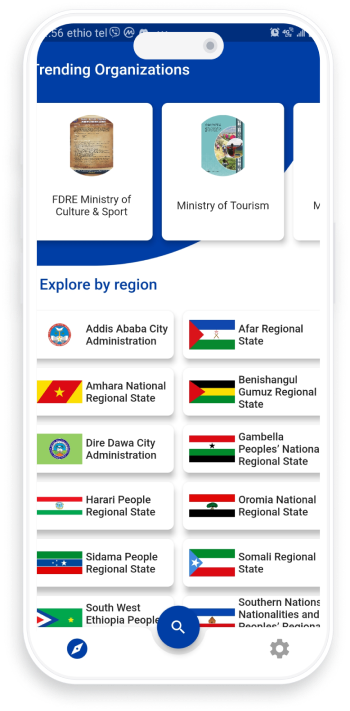 :56 ethio tel
Trending Organizations
FDRE Ministry of
Culture & Sport
Ministry of Tourism
M
Explore by region
Addis Ababa City
Administration
Afar Regional
State
Amhara National
Regional State
Benishangul
Gumuz Regional
State
Dire Dawa City
Administration
Gambella
Peoples' Nationa
Regional State
Harari People
Regional State
Oromia National
Regional State
Sidama People
Regional State
Somali Regional
State
South West
Ethiopia People
Southern Nations
Nationalities and
Peoples' Regiona